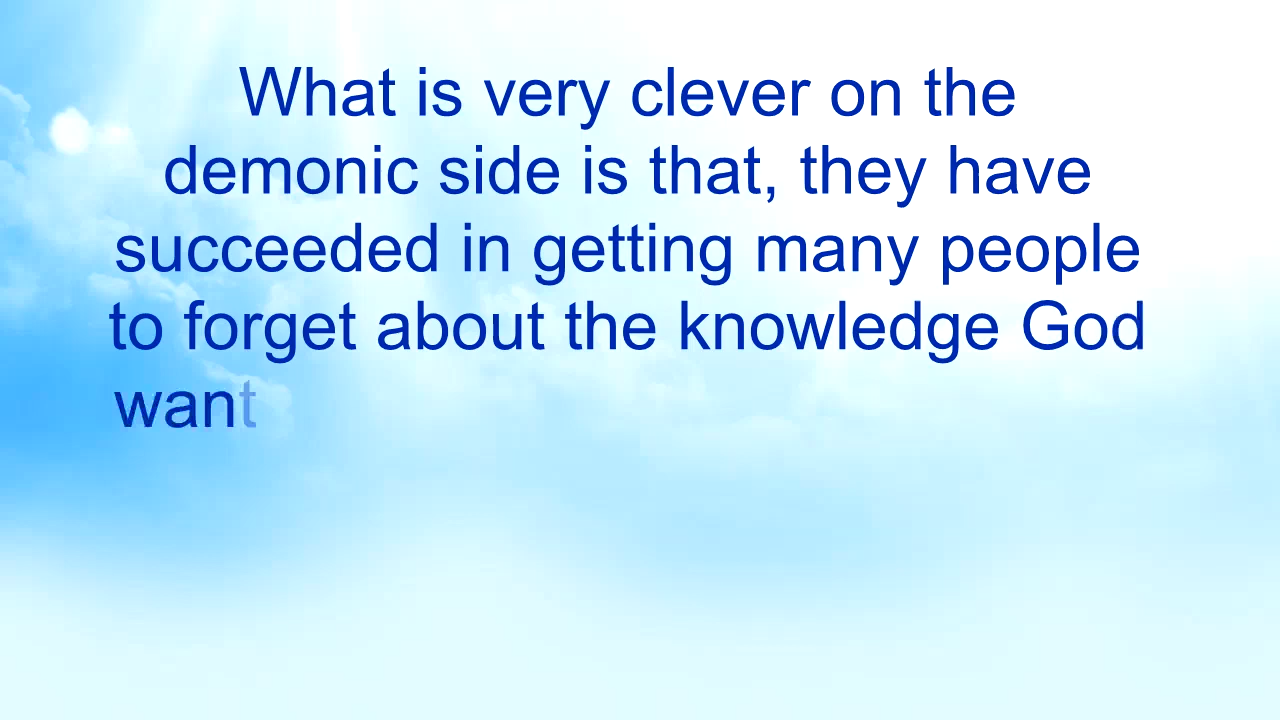 What is very clever on the
demonic side is that, they have
succeeded in getting many people
to forget about the knowledge God
want